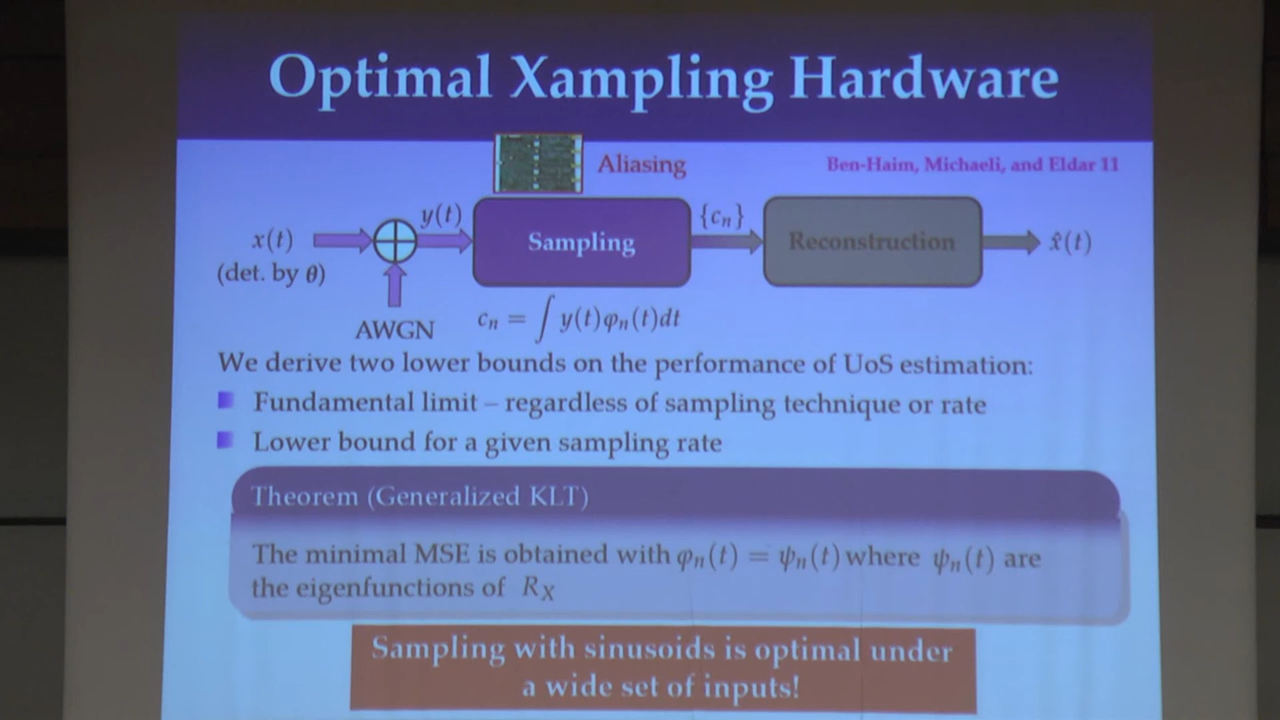 Optimal Xampling Hardware
Aliasing
Ben-Haim, Michaeli, and Eldar 11
x(t)
(det. by θ)
y(t)
AWGN
Sampling
{cₙ}
Reconstruction
x̂(t)
cₙ = ∫ y(t)φₙ(t)dt
We derive two lower bounds on the performance of UoS estimation:
Fundamental limit – regardless of sampling technique or rate
Lower bound for a given sampling rate
Theorem (Generalized KLT)
The minimal MSE is obtained with φₙ(t) = ψₙ(t) where ψₙ(t) are
the eigenfunctions of R_X
Sampling with sinusoids is optimal under
a wide set of inputs!